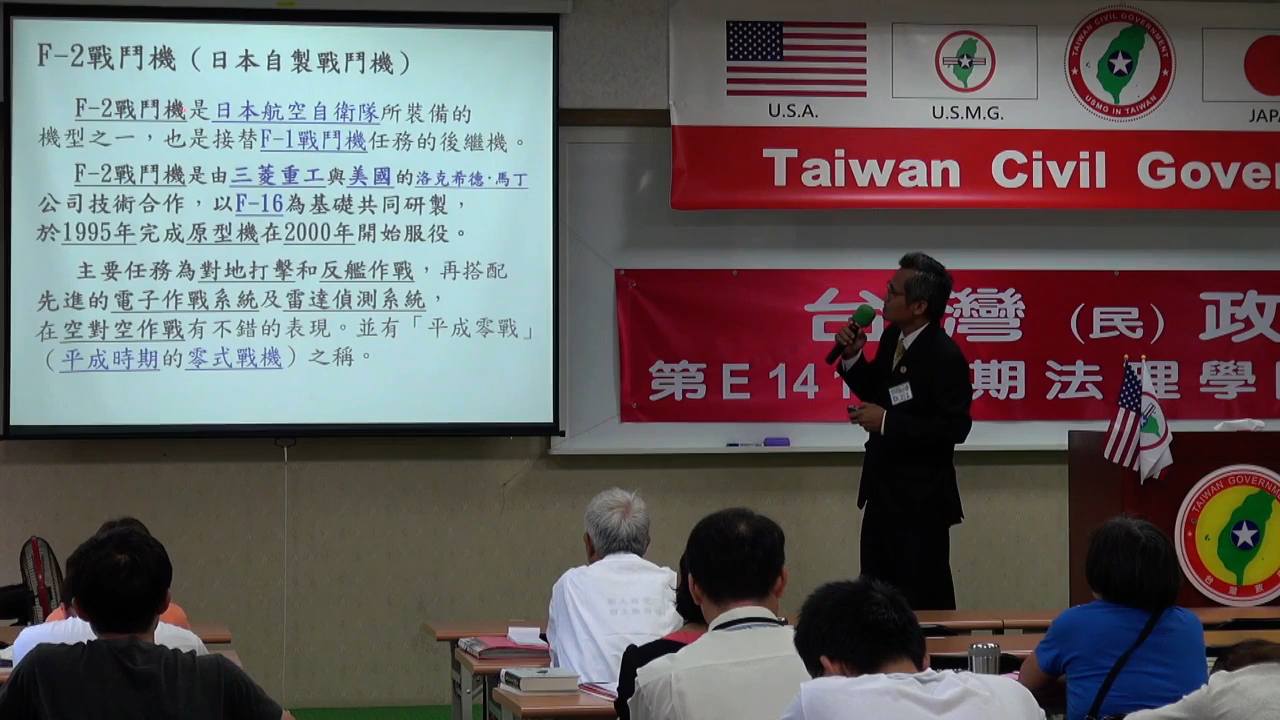 F-2戰鬥機（日本自製戰鬥機）
F-2戰鬥機是日本航空自衛隊所裝備的
機型之一，也是接替F-1戰鬥機任務的後繼機。
F-2戰鬥機是由三菱重工與美國的洛克希德·馬丁
公司技術合作，以F-16為基礎共同研製，
於1995年完成原型機在2000年開始服役。
主要任務為對地打擊和反艦作戰，再搭配
先進的電子作戰系統及雷達偵測系統，
在空對空作戰有不錯的表現。並有「平成零戰」
（平成時期的零式戰機）之稱。
U.S.A.
U.S.M.G.
TAIWAN CIVIL GOVERNMENT
USMG IN TAIWAN
JAPA
Taiwan Civil Gover
台灣（民）政
第E141 期法理學
TAIWAN GOVERNM